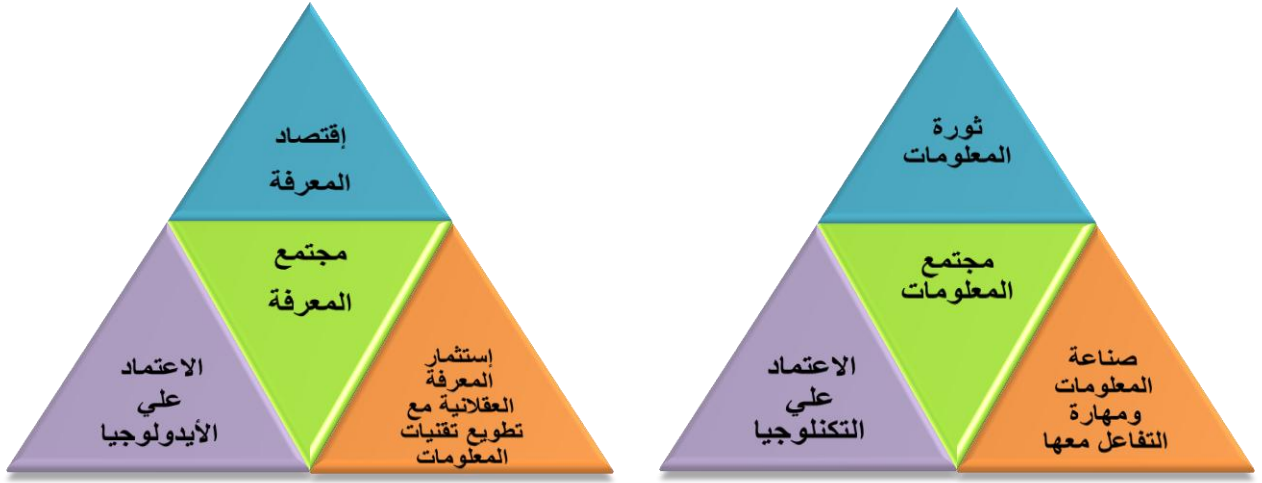 ثورة
المعلومات
مجتمع
المعلومات
صناعة
المعلومات
ومهارة
التفاعل معها
الاعتماد
علي
التكنلوجيا
إقتصاد
المعرفة
مجتمع
المعرفة
إستثمار
المعرفة
العقلانية مع
تطويع تقنيات
المعلومات
الاعتماد
علي
الأيدولوجيا